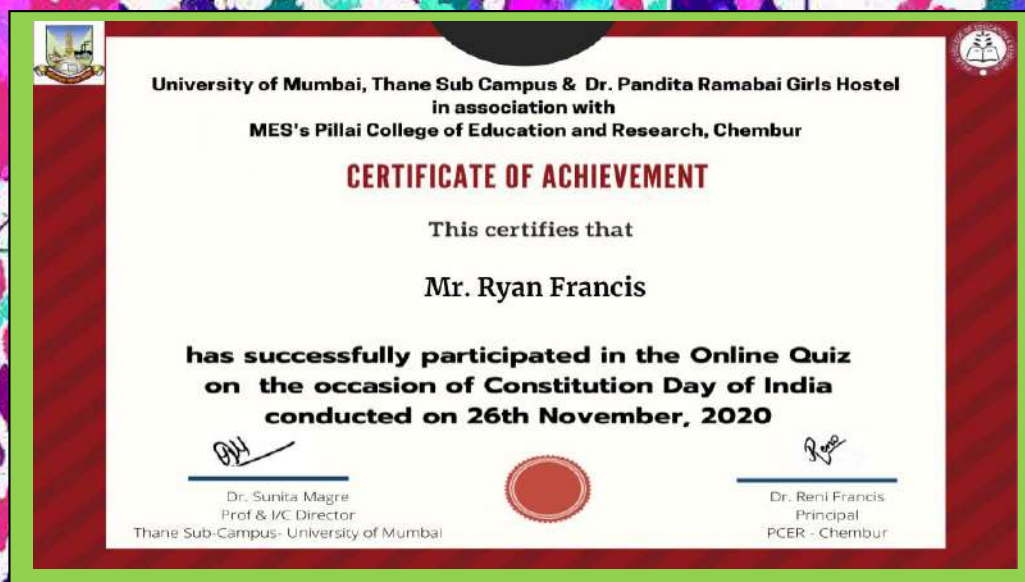 University of Mumbai, Thane Sub Campus & Dr. Pandita Ramabai Girls Hostel
in association with
MES's Pillai College of Education and Research, Chembur
CERTIFICATE OF ACHIEVEMENT
This certifies that
Mr. Ryan Francis
has successfully participated in the Online Quiz
on the occasion of Constitution Day of India
conducted on 26th November, 2020
Dr. Sunita Magre
Prof & I/C Director
Thane Sub-Campus- University of Mumbai
Dr. Reni Francis
Principal
PCER - Chembur